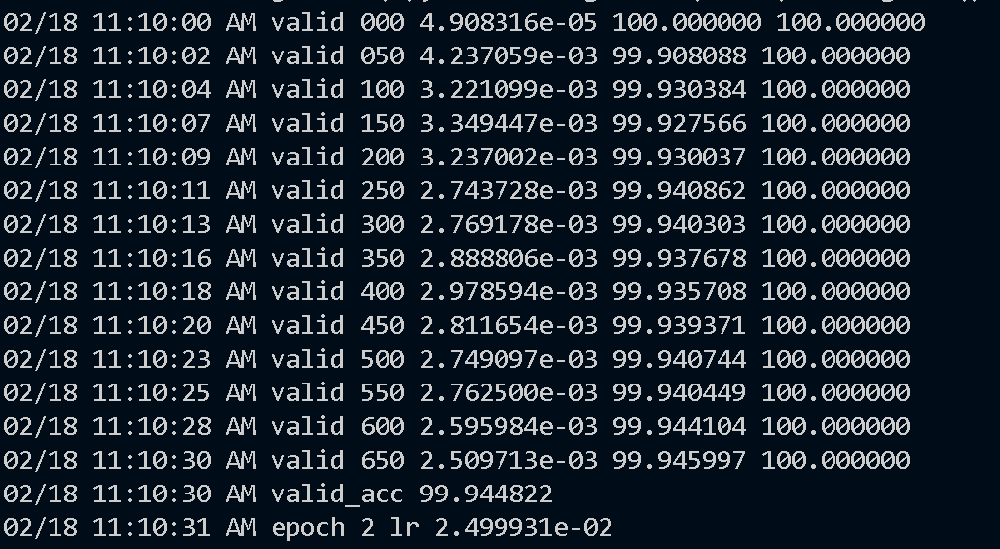 02/18 11:10:00 AM valid 000 4.908316e-05 100.000000 100.000000
02/18 11:10:02 AM valid 050 4.237059e-03 99.908088 100.000000
02/18 11:10:04 AM valid 100 3.221099e-03 99.930384 100.000000
02/18 11:10:07 AM valid 150 3.349447e-03 99.927566 100.000000
02/18 11:10:09 AM valid 200 3.237002e-03 99.930037 100.000000
02/18 11:10:11 AM valid 250 2.743728e-03 99.940862 100.000000
02/18 11:10:13 AM valid 300 2.769178e-03 99.940303 100.000000
02/18 11:10:16 AM valid 350 2.888806e-03 99.937678 100.000000
02/18 11:10:18 AM valid 400 2.978594e-03 99.935708 100.000000
02/18 11:10:20 AM valid 450 2.811654e-03 99.939371 100.000000
02/18 11:10:23 AM valid 500 2.749097e-03 99.940744 100.000000
02/18 11:10:25 AM valid 550 2.762500e-03 99.940449 100.000000
02/18 11:10:28 AM valid 600 2.595984e-03 99.944104 100.000000
02/18 11:10:30 AM valid 650 2.509713e-03 99.945997 100.000000
02/18 11:10:30 AM valid_acc 99.944822
02/18 11:10:31 AM epoch 2 lr 2.499931e-02